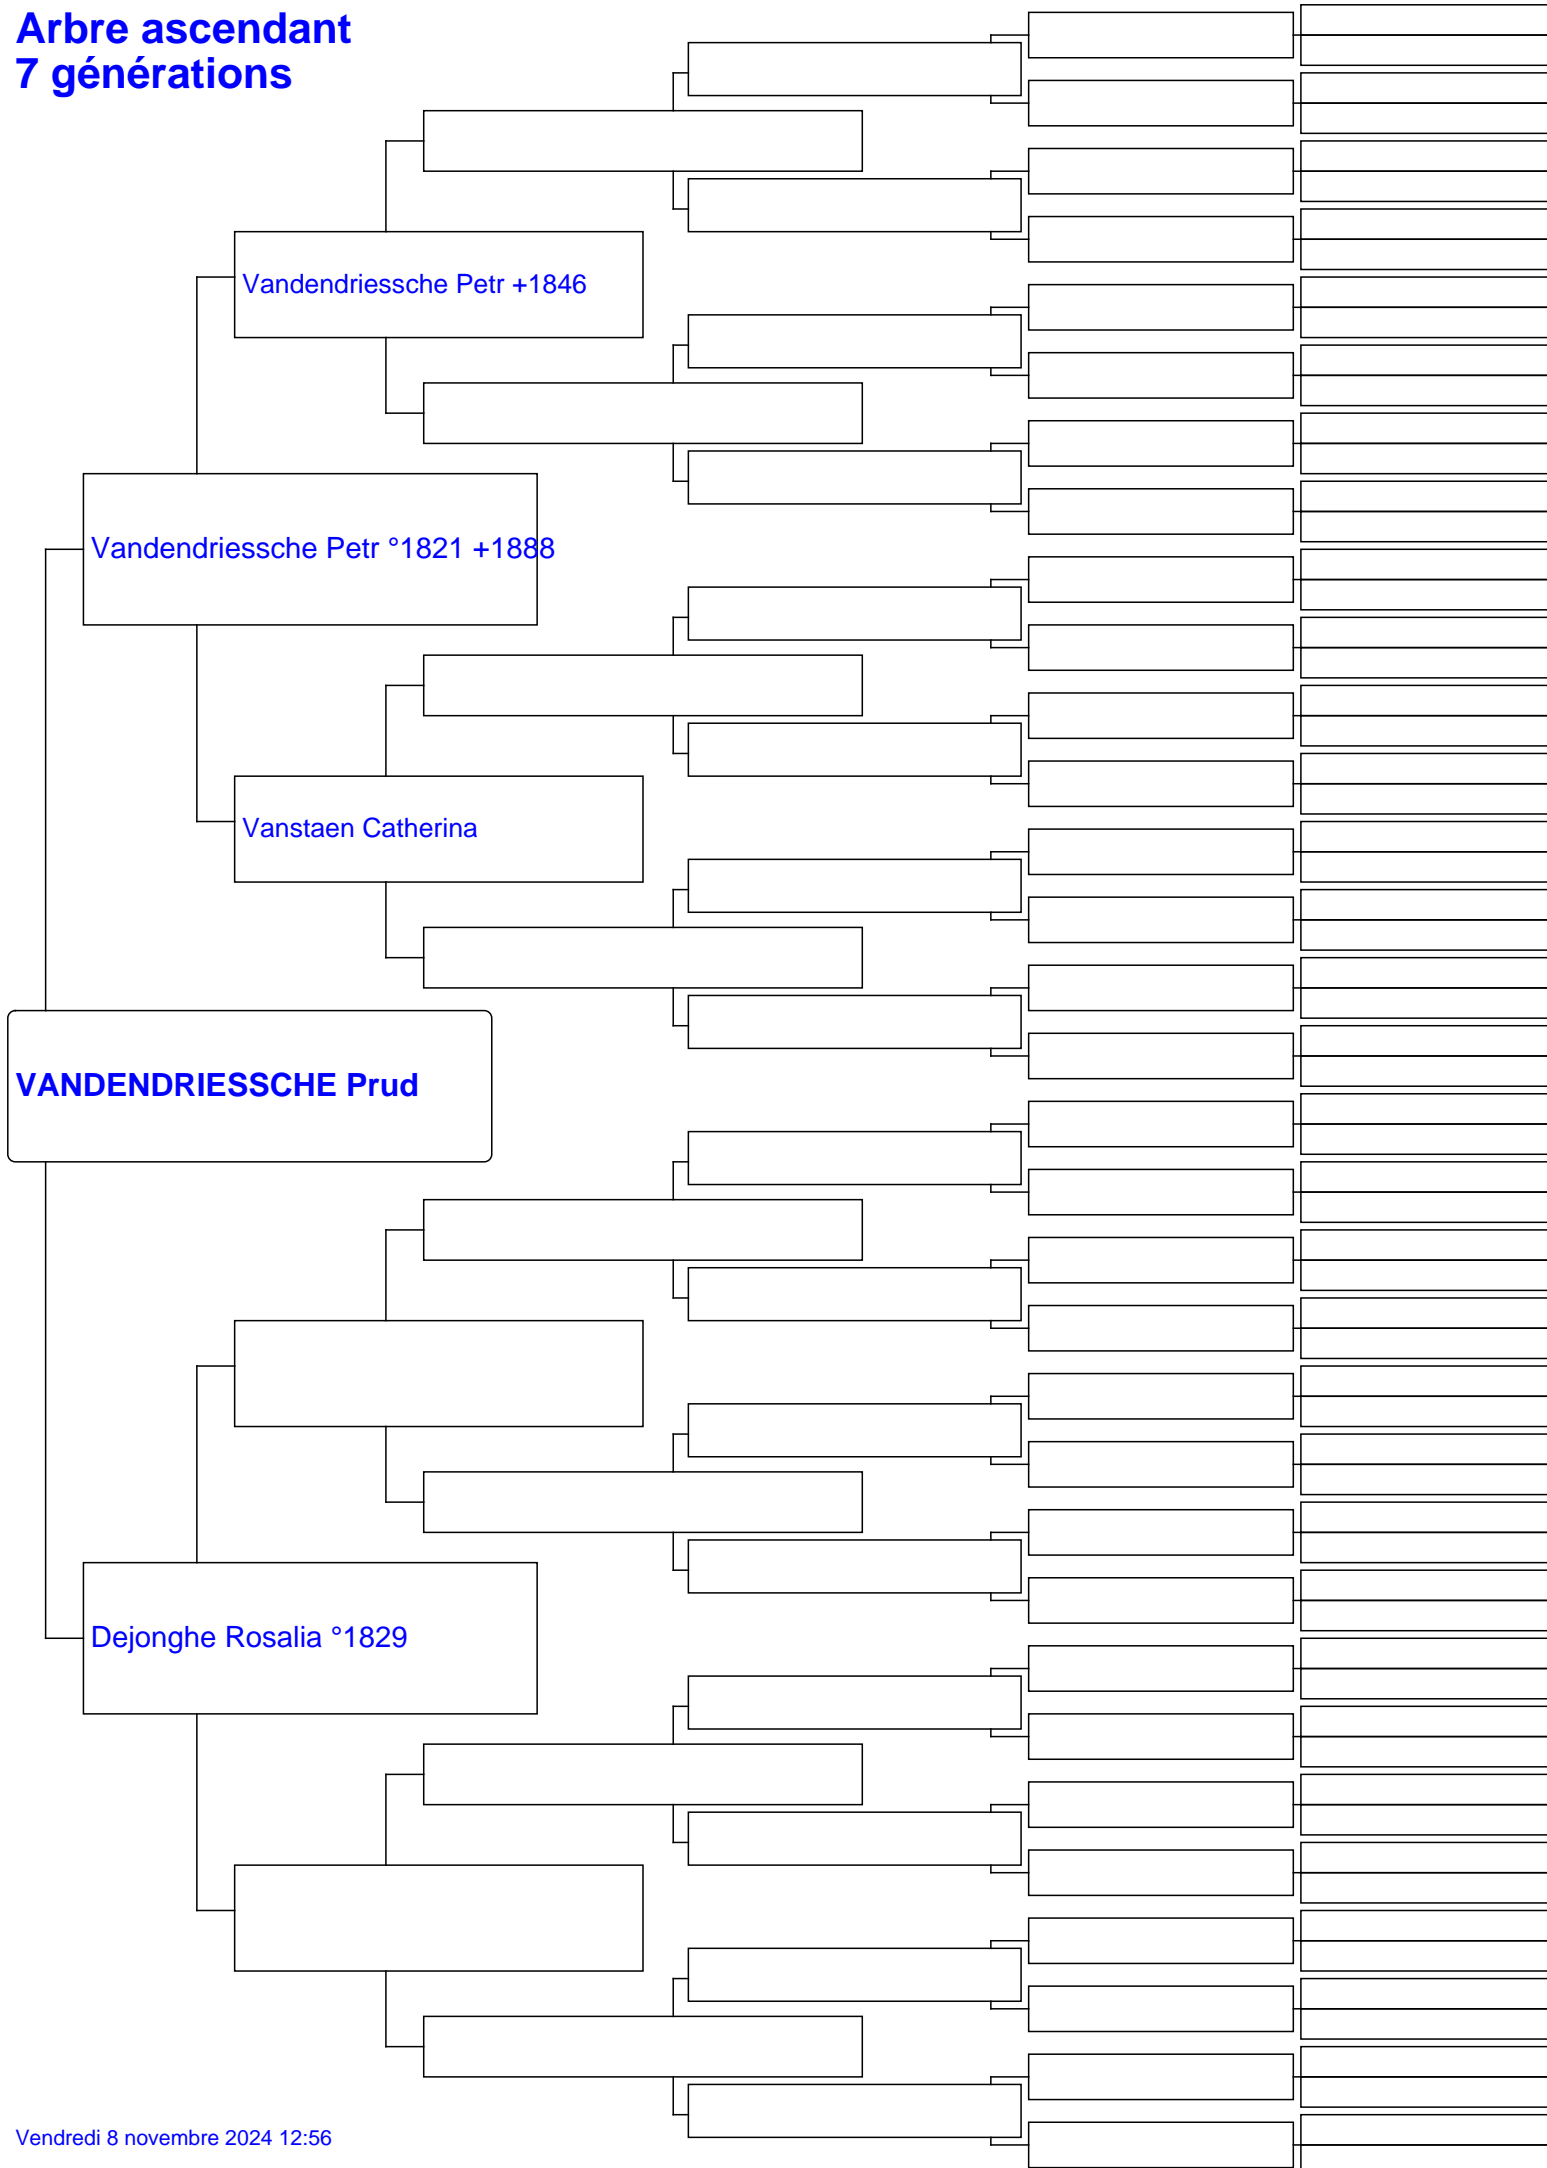 Arbre ascendant
7 générations
Vandendriessche Petr +1846
Vandendriessche Petr °1821 +1888
Vanstaen Catherina
VANDENDRIESSCHE Prud
Dejonghe Rosalia °1829
Vendredi 8 novembre 2024 12:56